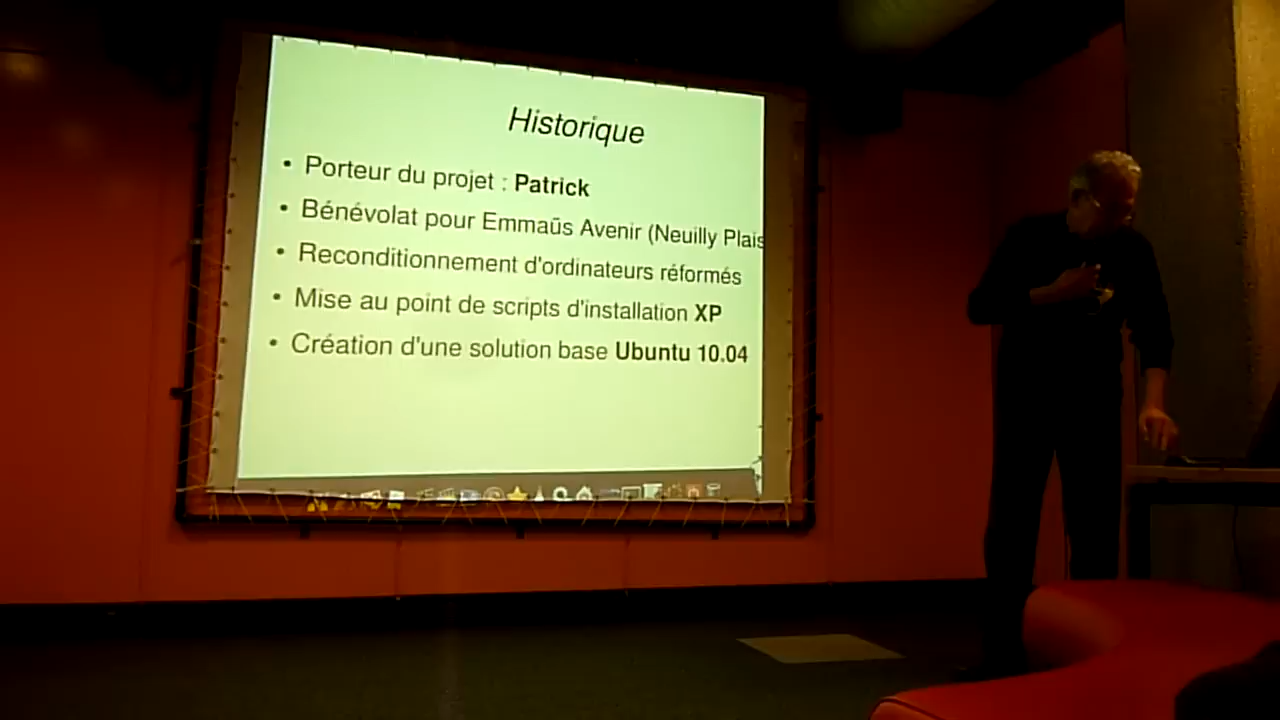 Historique
• Porteur du projet : Patrick
• Bénévolat pour Emmaüs Avenir (Neuilly Plais
• Reconditionnement d'ordinateurs réformés
• Mise au point de scripts d'installation XP
• Création d'une solution base Ubuntu 10.04